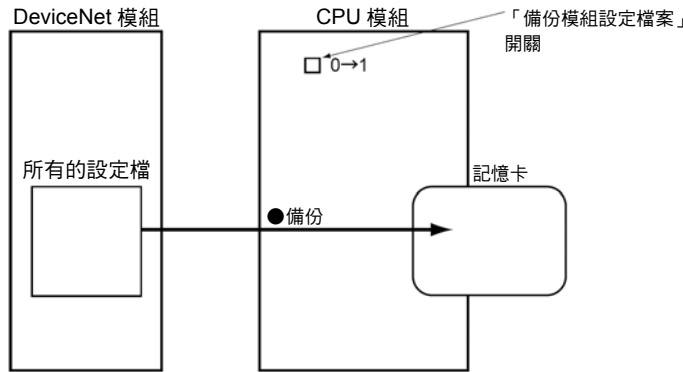 DeviceNet 模組
CPU 模組
「備份模組設定檔案」
開關
0→1
所有的設定檔
記憶卡
●備份